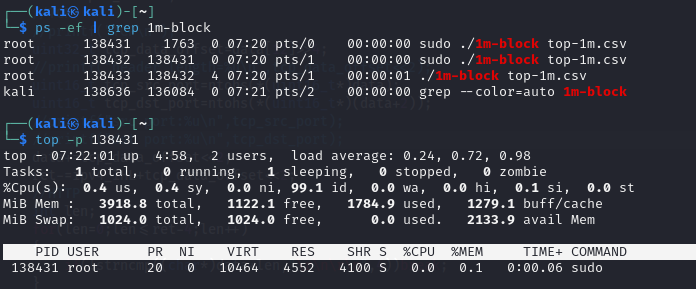 ┌──(kali㉿kali)-[~]
└─$ ps -ef | grep 1m-block
root      138431    1763  0 07:20 pts/0    00:00:00 sudo ./1m-block top-1m.csv
root      138432  138431  0 07:20 pts/1    00:00:00 sudo ./1m-block top-1m.csv
root      138433  138432  4 07:20 pts/1    00:00:01 ./1m-block top-1m.csv
kali      138636  136084  0 07:21 pts/2    00:00:00 grep --color=auto 1m-block
┌──(kali㉿kali)-[~]
└─$ top -p 138431
top - 07:22:01 up  4:58,  2 users,  load average: 0.24, 0.72, 0.98
Tasks:   1 total,   0 running,   1 sleeping,   0 stopped,   0 zombie
%Cpu(s):  0.4 us,  0.4 sy,  0.0 ni, 99.1 id,  0.0 wa,  0.0 hi,  0.1 si,  0.0 st
MiB Mem :   3918.8 total,   1122.1 free,   1784.9 used,   1279.1 buff/cache
MiB Swap:   1024.0 total,   1024.0 free,      0.0 used.   2133.9 avail Mem
PID USER      PR  NI    VIRT    RES    SHR S  %CPU  %MEM     TIME+ COMMAND
138431 root      20   0   10464   4552   4100 S   0.0   0.1   0:00.06 sudo